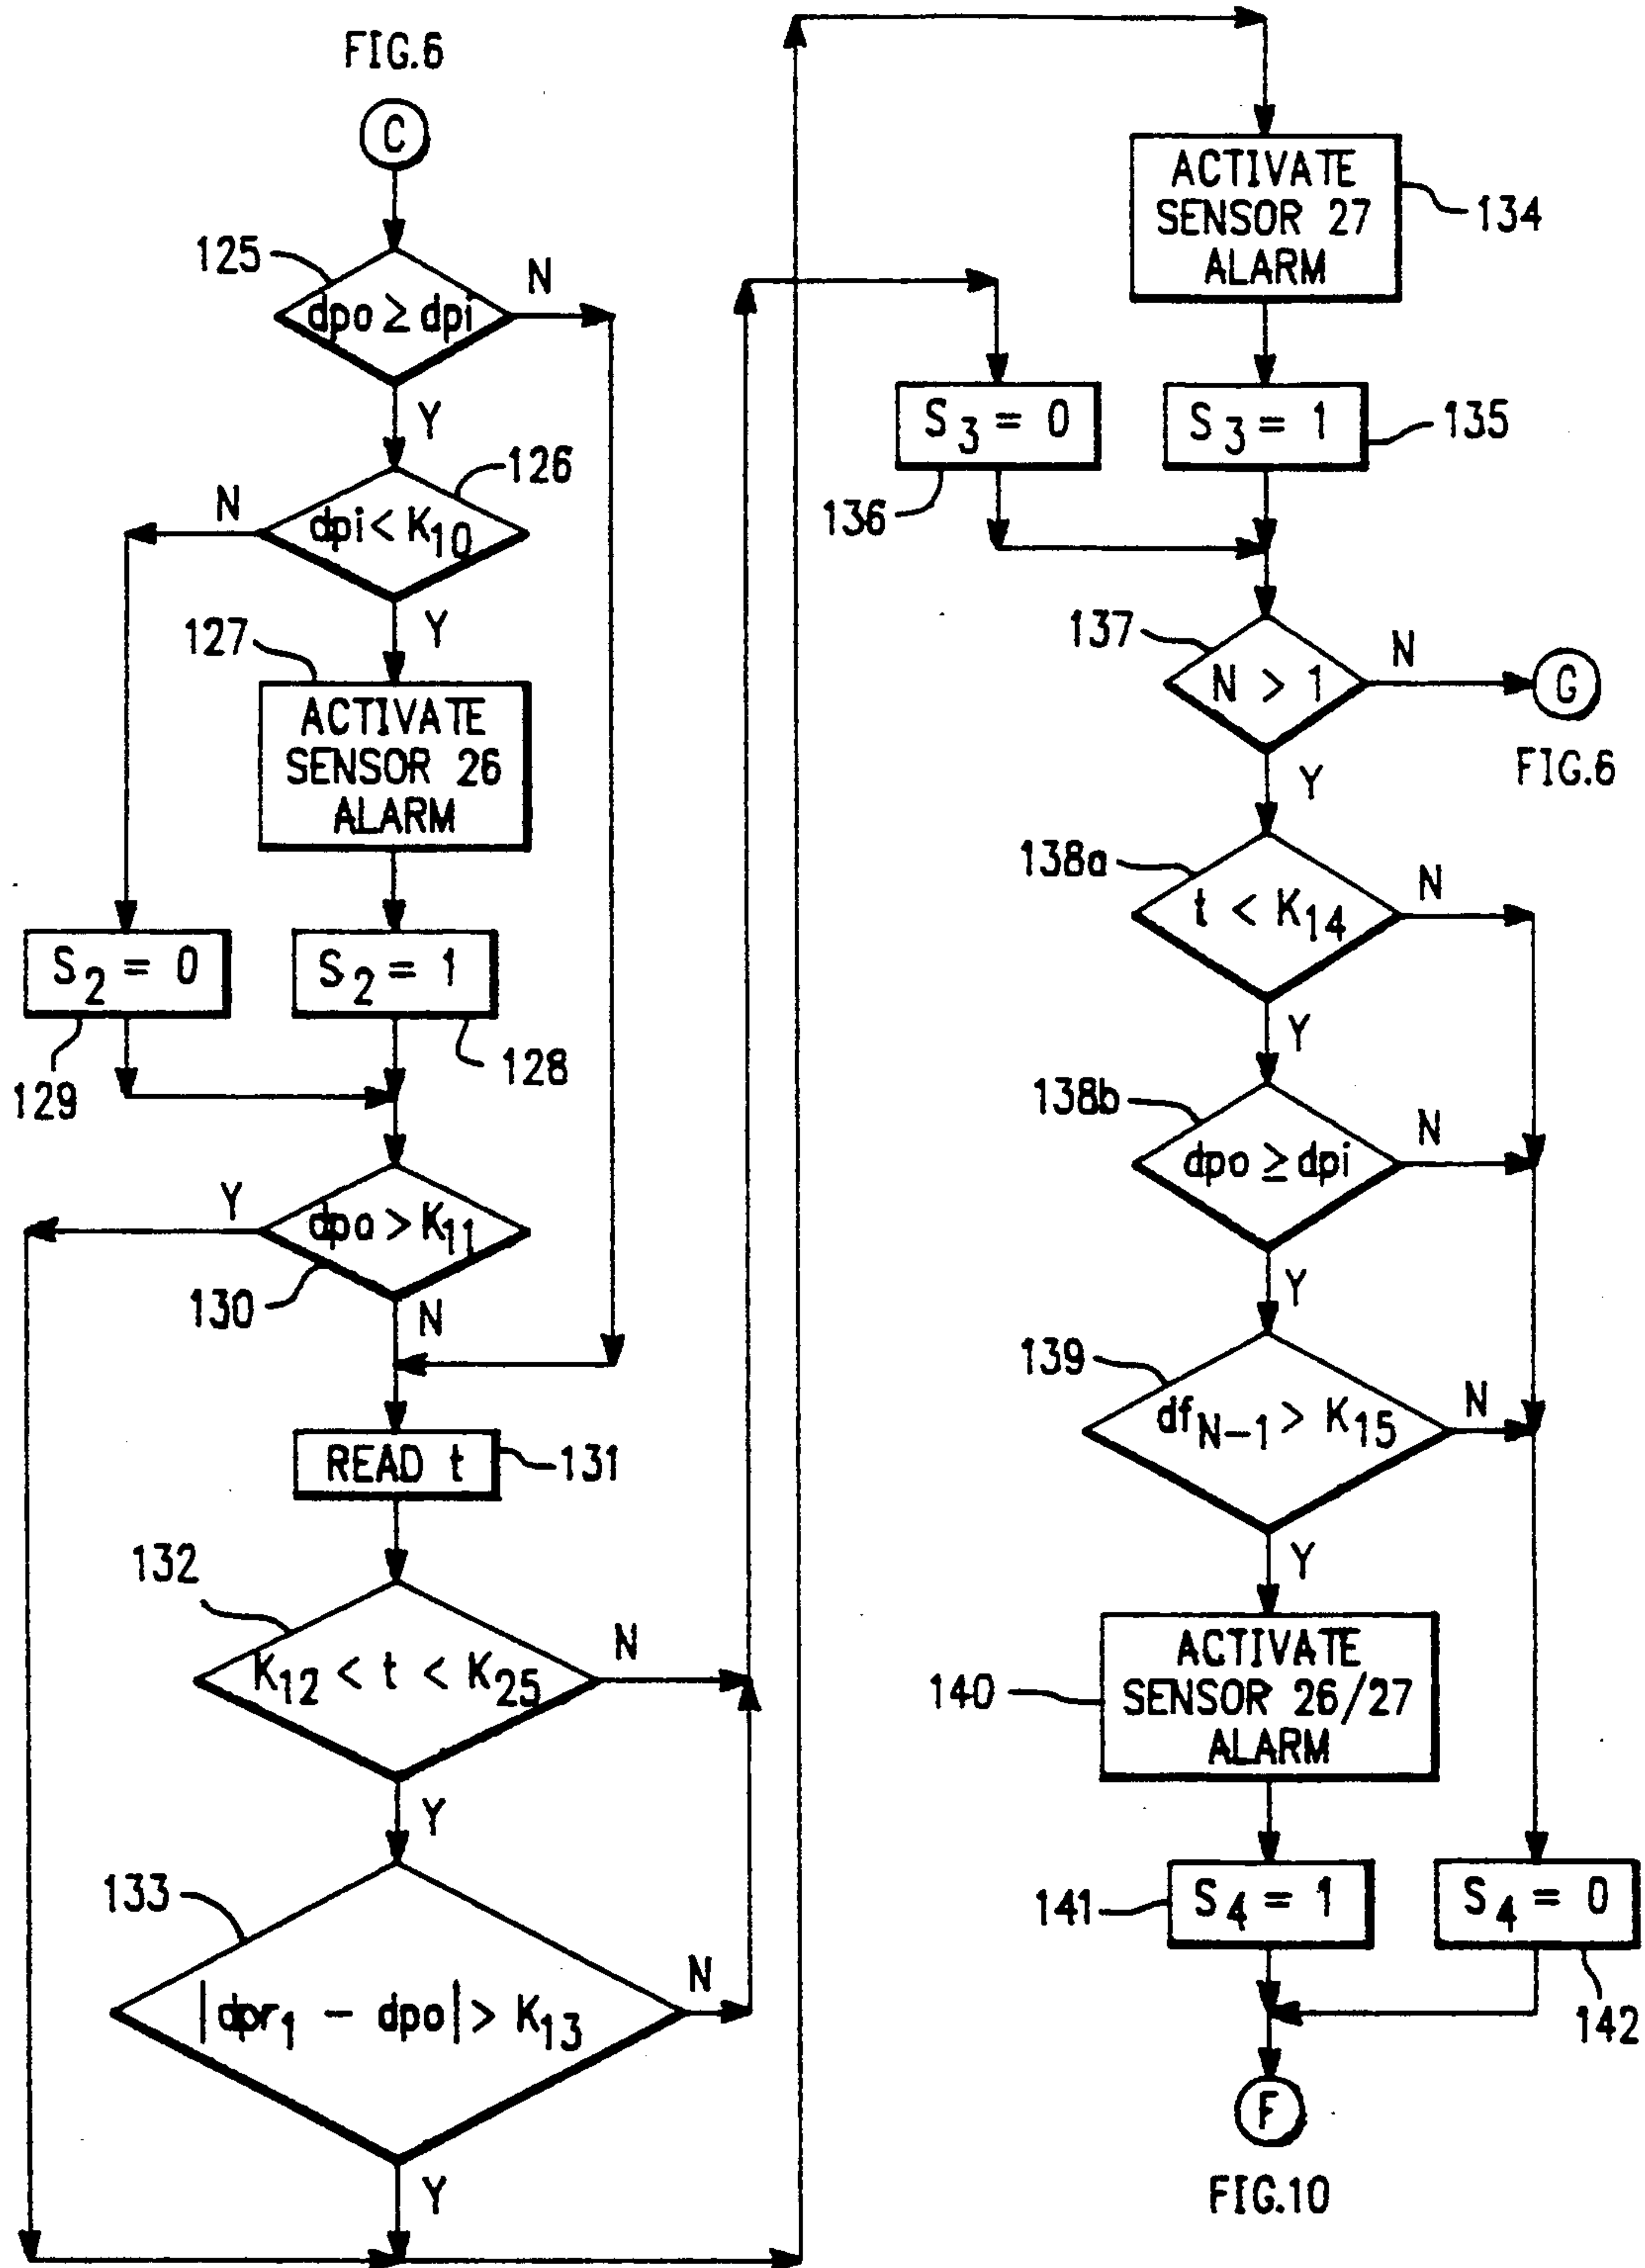 FIG.6
C
125
dpo ≥ dpi
N
Y
126
dpi < K10
N
Y
127
ACTIVATE
SENSOR 26
ALARM
S2 = 0
S2 = 1
129
128
dpo > K11
Y
130
N
READ t
131
132
K12 < t < K25
N
Y
133
|dpr1 - dpo| > K13
N
Y
ACTIVATE
SENSOR 27
ALARM
134
S3 = 0
S3 = 1
135
136
137
N > 1
N
G
FIG.6
Y
138a
t < K14
N
Y
138b
dpo ≥ dpi
N
Y
139
dfN-1 > K15
N
Y
140
ACTIVATE
SENSOR 26/27
ALARM
141
S4 = 1
S4 = 0
142
F
FIG.10